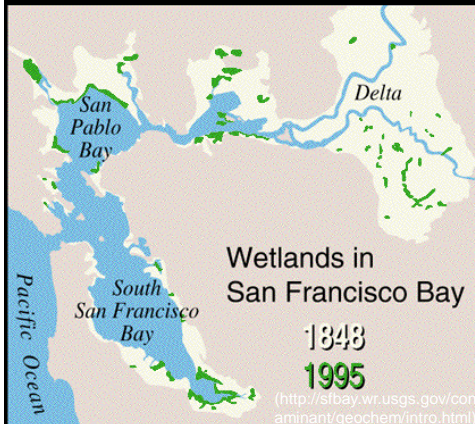 San
Pablo
Bay
Delta
Pacific Ocean
South
San Francisco
Bay
Wetlands in
San Francisco Bay
1848
1995
(http://sfbay.wr.usgs.gov/con
aminant/geochem/intro.html)